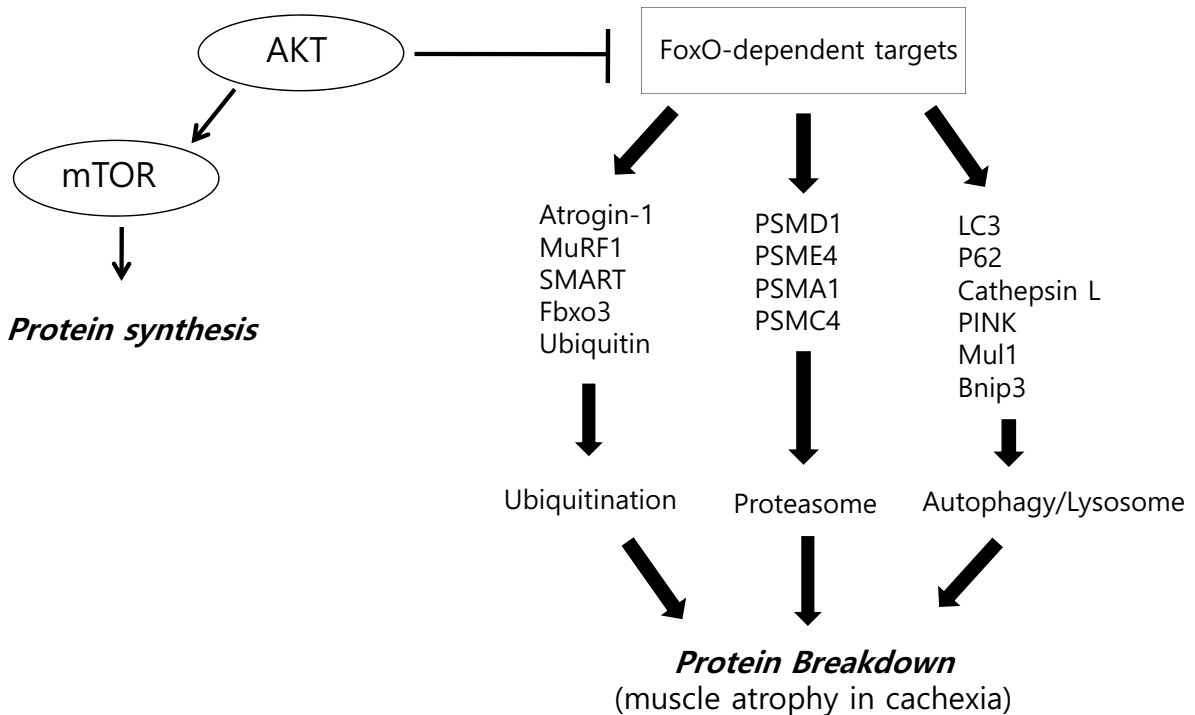 AKT
FoxO-dependent targets
mTOR
Protein synthesis
Atrogin-1
MuRF1
SMART
Fbxo3
Ubiquitin
PSMD1
PSME4
PSMA1
PSMC4
LC3
P62
Cathepsin L
PINK
Mul1
Bnip3
Ubiquitination
Proteasome
Autophagy/Lysosome
Protein Breakdown
(muscle atrophy in cachexia)